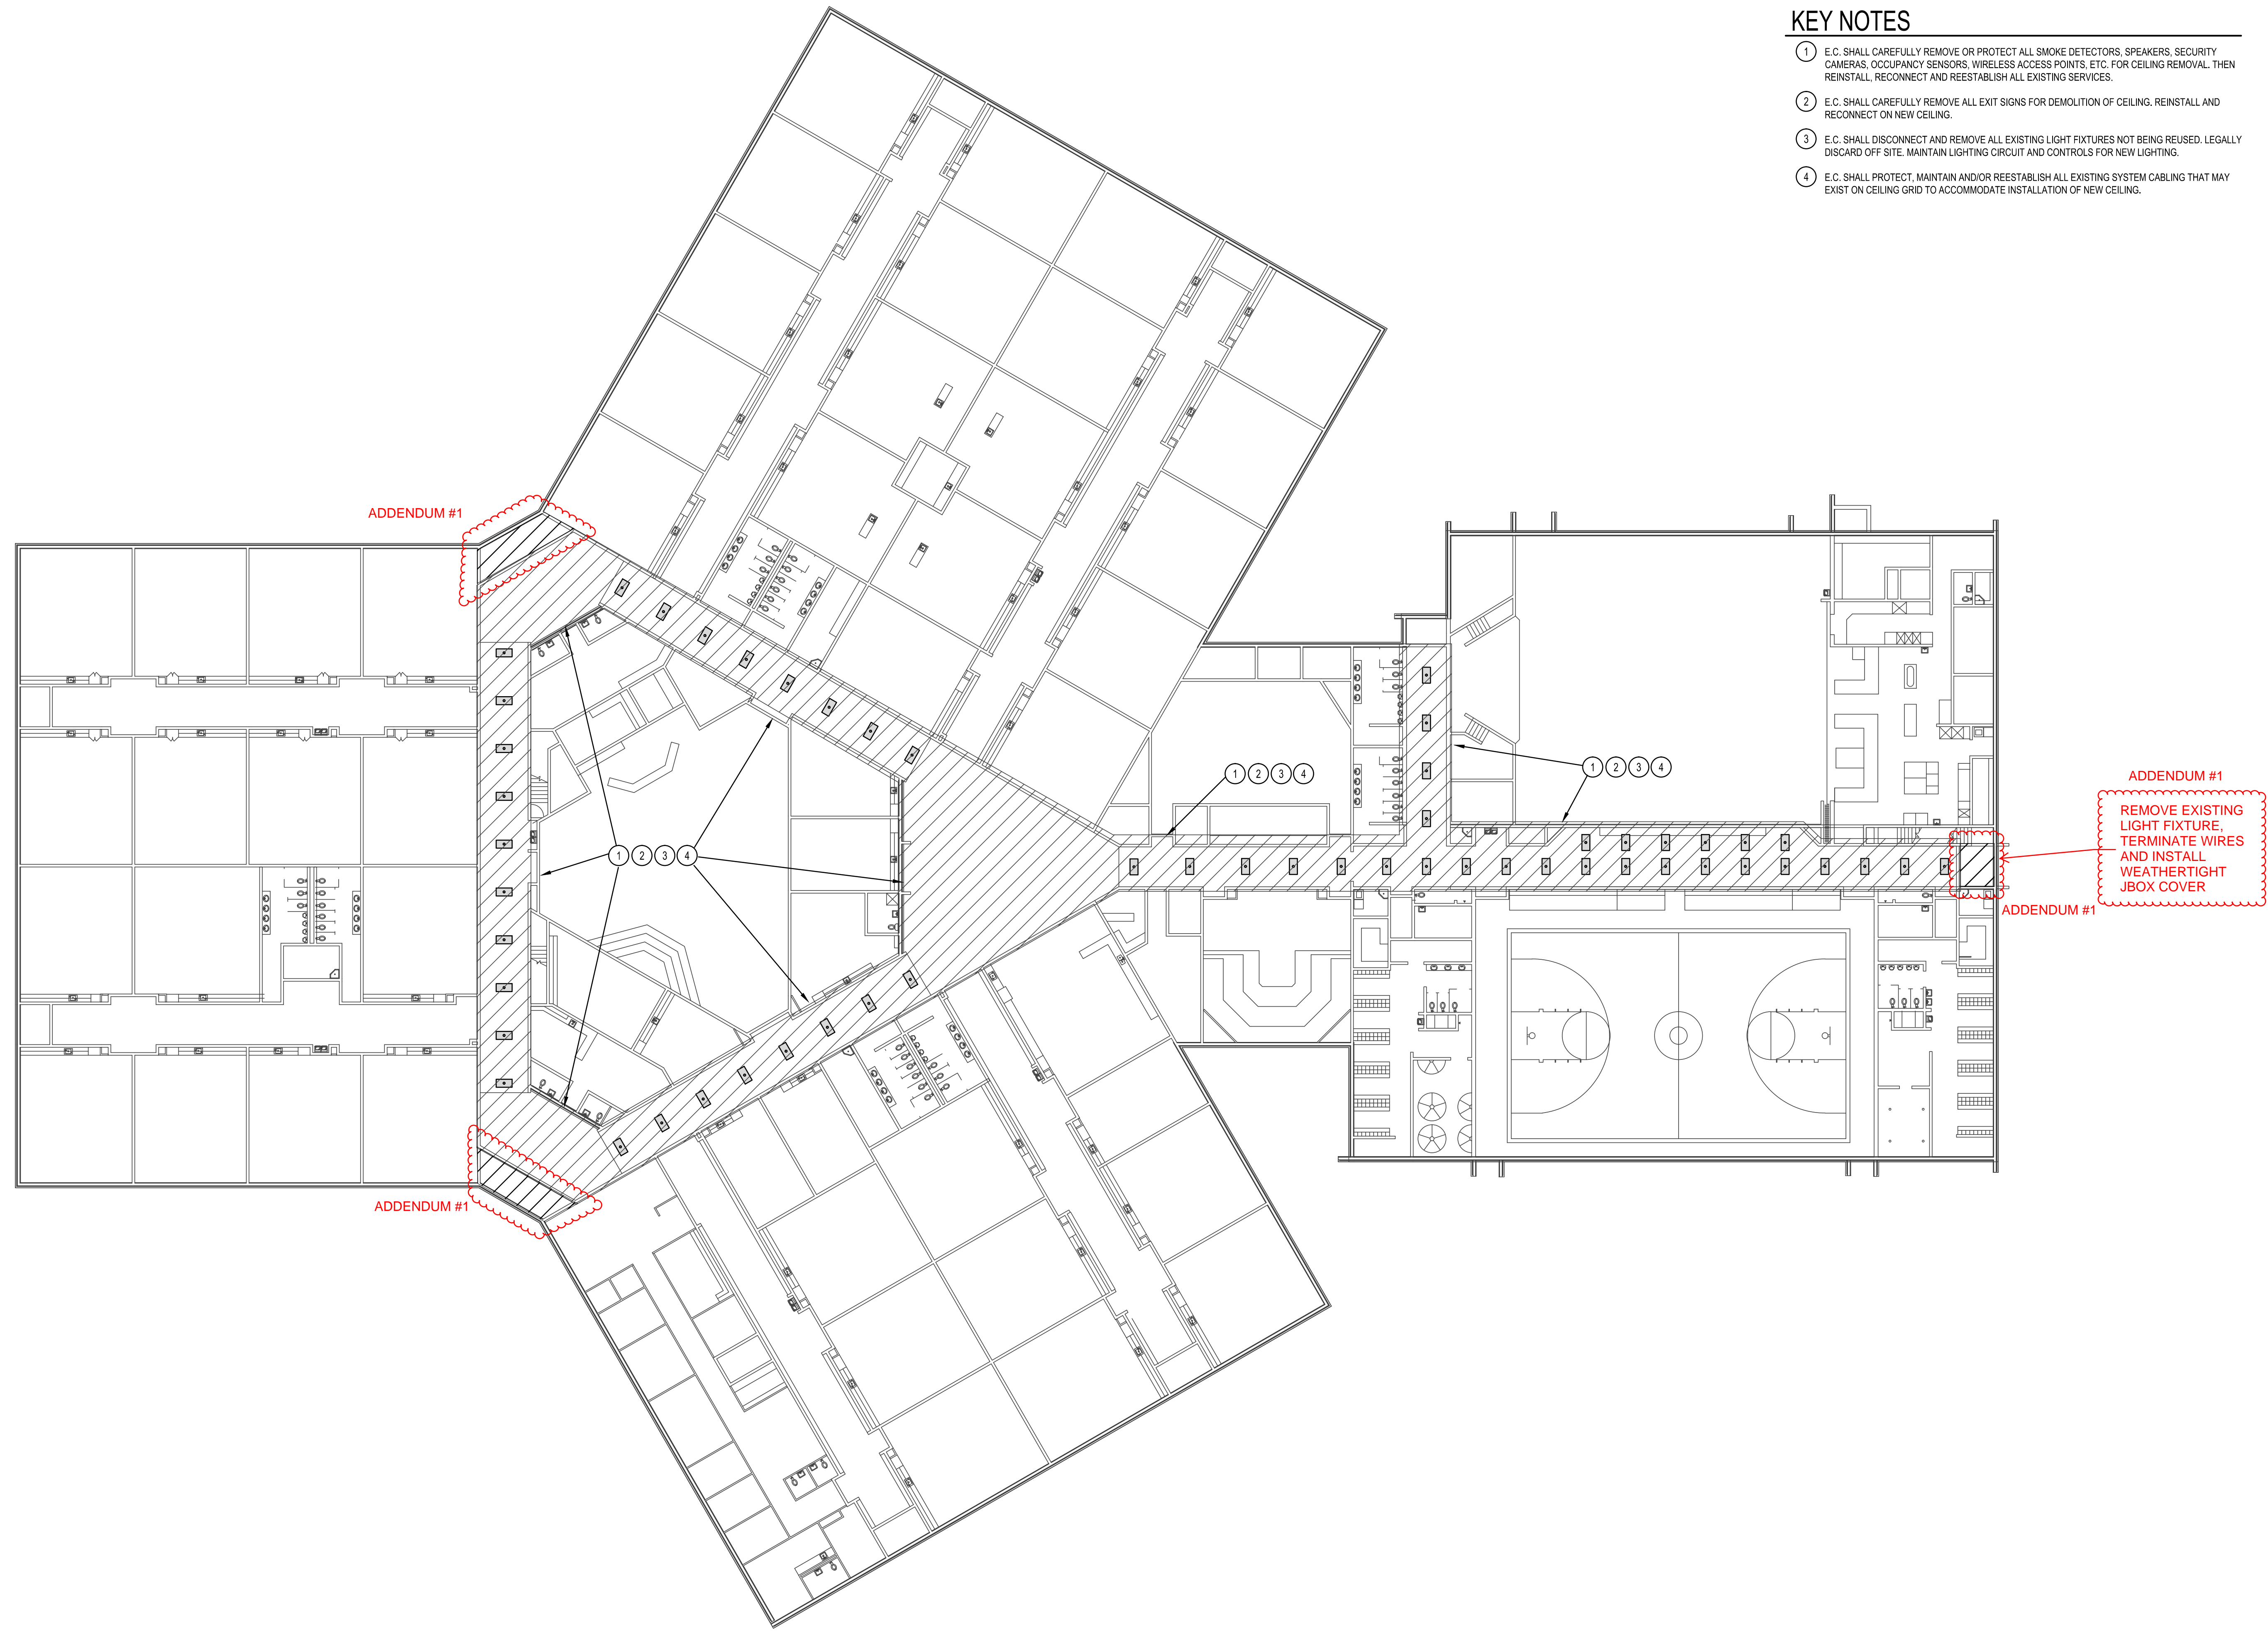 KEY NOTES
1 E.C. SHALL CAREFULLY REMOVE OR PROTECT ALL SMOKE DETECTORS, SPEAKERS, SECURITY
CAMERAS, OCCUPANCY SENSORS, WIRELESS ACCESS POINTS, ETC. FOR CEILING REMOVAL. THEN
REINSTALL, RECONNECT AND REESTABLISH ALL EXISTING SERVICES.
2 E.C. SHALL CAREFULLY REMOVE ALL EXIT SIGNS FOR DEMOLITION OF CEILING. REINSTALL AND
RECONNECT ON NEW CEILING.
3 E.C. SHALL DISCONNECT AND REMOVE ALL EXISTING LIGHT FIXTURES NOT BEING REUSED. LEGALLY
DISCARD OFF SITE. MAINTAIN LIGHTING CIRCUIT AND CONTROLS FOR NEW LIGHTING.
4 E.C. SHALL PROTECT, MAINTAIN AND/OR REESTABLISH ALL EXISTING SYSTEM CABLING THAT MAY
EXIST ON CEILING GRID TO ACCOMMODATE INSTALLATION OF NEW CEILING.
ADDENDUM #1
1 2 3 4
1 2 3 4
1 2 3 4
ADDENDUM #1
REMOVE EXISTING
LIGHT FIXTURE,
TERMINATE WIRES
AND INSTALL
WEATHERTIGHT
JBOX COVER
ADDENDUM #1
ADDENDUM #1